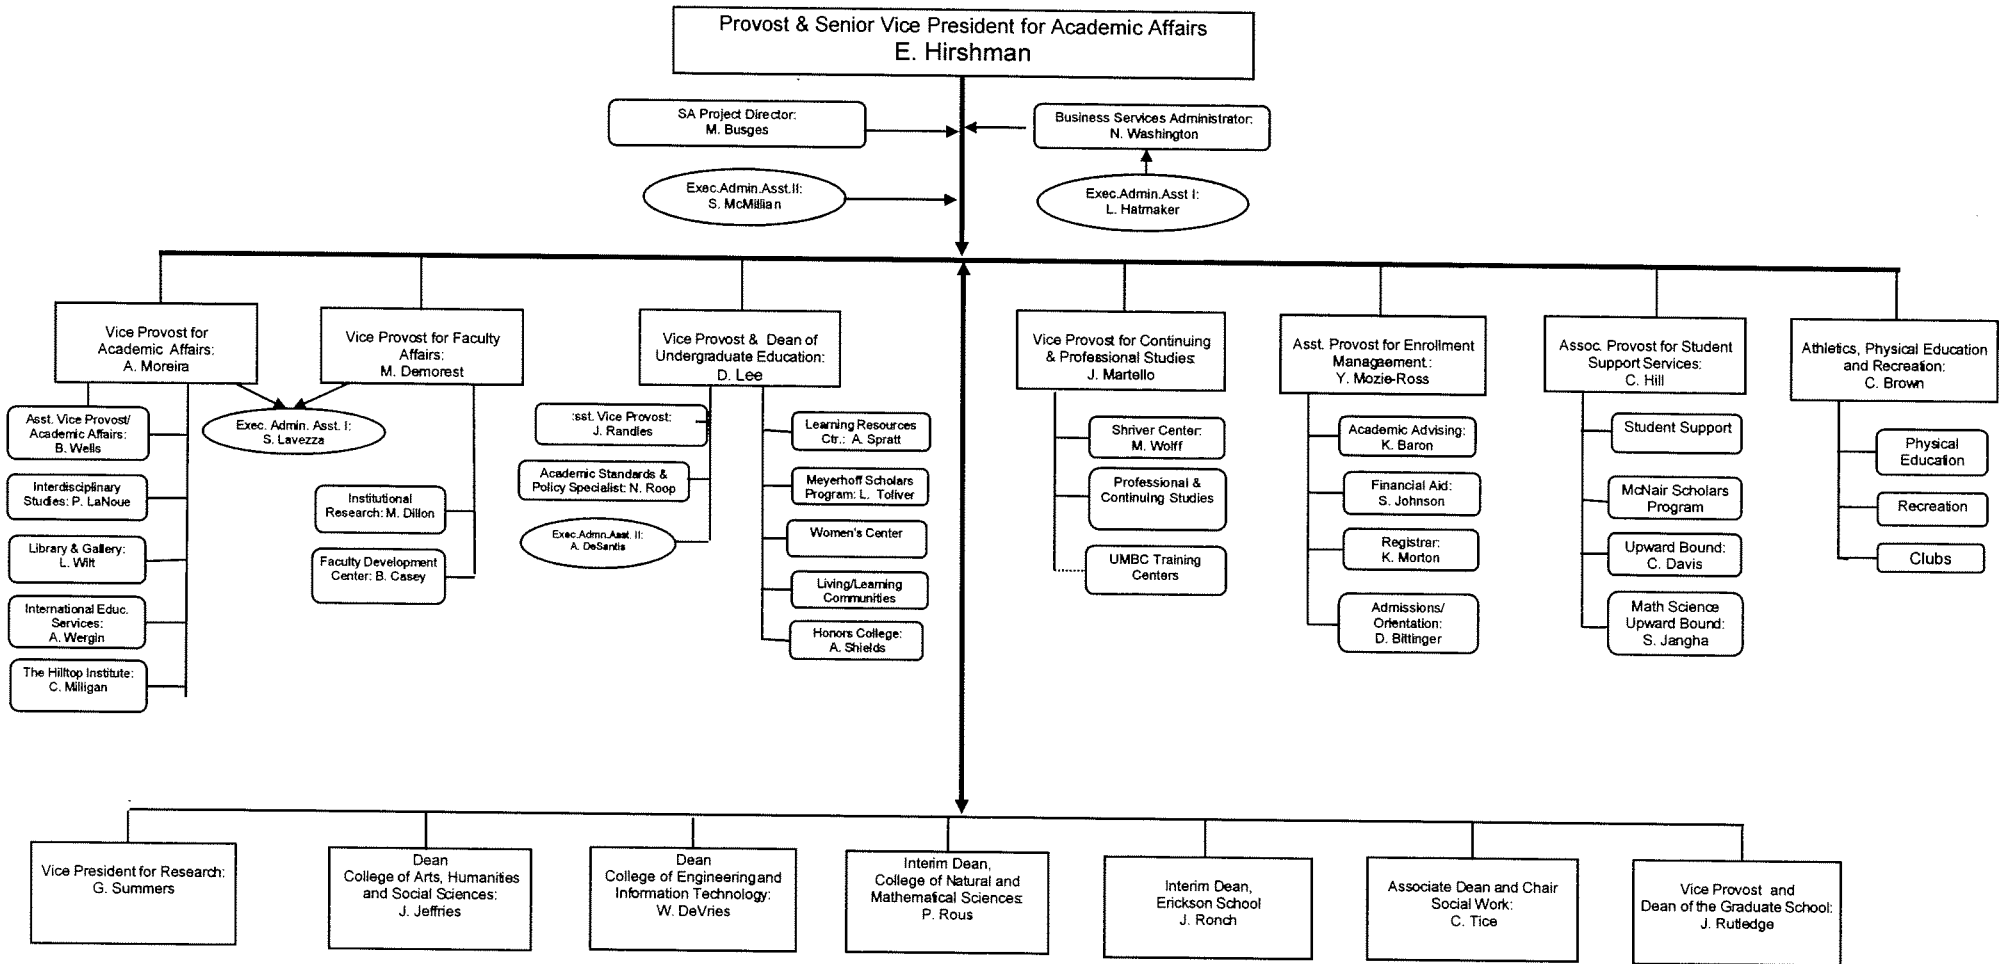 Provost & Senior Vice President for Academic Affairs
E. Hirshman
SA Project Director:
M. Busges
Business Services Administrator:
N. Washington
Exec.Admin.Asst.II:
S. McMillian
Exec.Admin.Asst I:
L. Hatmaker
Vice Provost for
Academic Affairs:
A. Moreira
Vice Provost for Faculty
Affairs:
M. Demorest
Vice Provost & Dean of
Undergraduate Education:
D. Lee
Vice Provost for Continuing
& Professional Studies:
J. Martello
Asst. Provost for Enrollment
Management:
Y. Mozie-Ross
Assoc. Provost for Student
Support Services:
C. Hill
Athletics, Physical Education
and Recreation:
C. Brown
Asst. Vice Provost/
Academic Affairs:
B. Wells
Interdisciplinary
Studies: P. LaNoue
Library & Gallery:
L. Wilt
International Educ.
Services:
A. Wergin
The Hilltop Institute:
C. Milligan
Exec. Admin. Asst. I:
S. Lavezza
Institutional
Research: M. Dillon
Faculty Development
Center: B. Casey
:sst. Vice Provost:
J. Randles
Academic Standards &
Policy Specialist: N. Roop
Exec.Admn.Asst. II:
A. DeSantis
Learning Resources
Ctr.: A. Spratt
Meyerhoff Scholars
Program: L. Toliver
Women's Center
Living/Learning
Communities
Honors College:
A. Shields
Shriver Center:
M. Wolff
Professional &
Continuing Studies
UMBC Training
Centers
Academic Advising:
K. Baron
Financial Aid:
S. Johnson
Registrar:
K. Morton
Admissions/
Orientation:
D. Bittinger
Student Support
McNair Scholars
Program
Upward Bound:
C. Davis
Math Science
Upward Bound:
S. Jangha
Physical
Education
Recreation
Clubs
Vice President for Research:
G. Summers
Dean
College of Arts, Humanities
and Social Sciences:
J. Jeffries
Dean
College of Engineering and
Information Technology:
W. DeVries
Interim Dean,
College of Natural and
Mathematical Sciences:
P. Rous
Interim Dean,
Erickson School
J. Ronch
Associate Dean and Chair
Social Work:
C. Tice
Vice Provost and
Dean of the Graduate School:
J. Rutledge